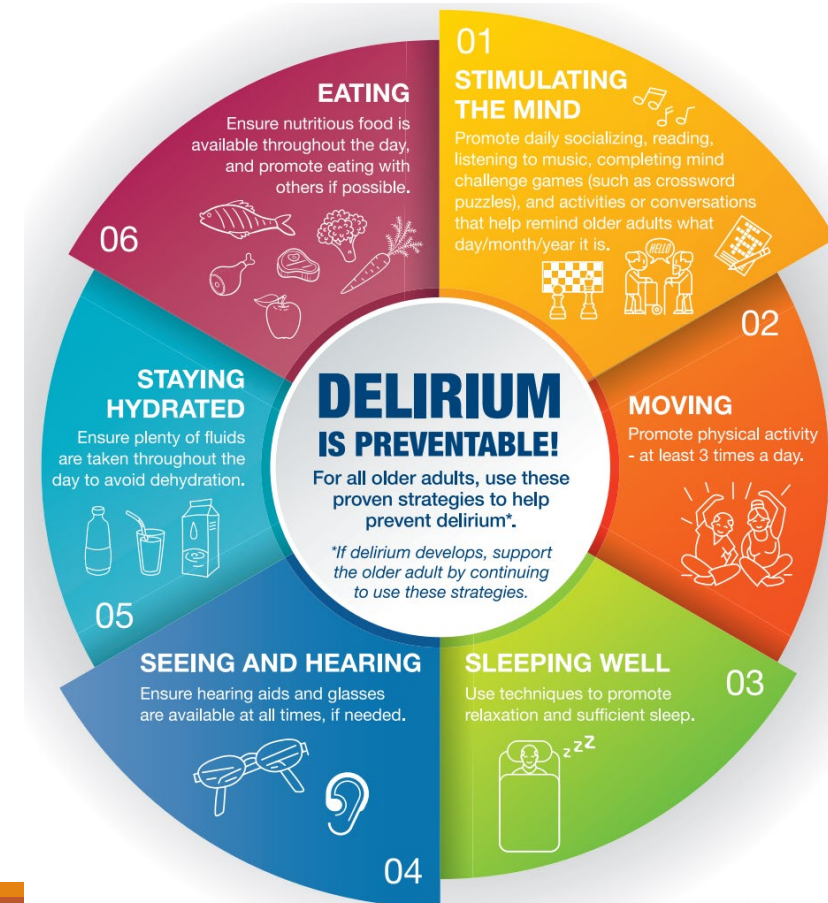 DELIRIUM
IS PREVENTABLE!
For all older adults, use these
proven strategies to help
prevent delirium*.
*If delirium develops, support
the older adult by continuing
to use these strategies.
01
STIMULATING
THE MIND
Promote daily socializing, reading,
listening to music, completing mind
challenge games (such as crossword
puzzles), and activities or conversations
that help remind older adults what
day/month/year it is.
HELLO
02
MOVING
Promote physical activity
- at least 3 times a day.
03
SLEEPING WELL
Use techniques to promote
relaxation and sufficient sleep.
zzZ
04
SEEING AND HEARING
Ensure hearing aids and glasses
are available at all times, if needed.
05
STAYING
HYDRATED
Ensure plenty of fluids
are taken throughout the
day to avoid dehydration.
06
EATING
Ensure nutritious food is
available throughout the day,
and promote eating with
others if possible.